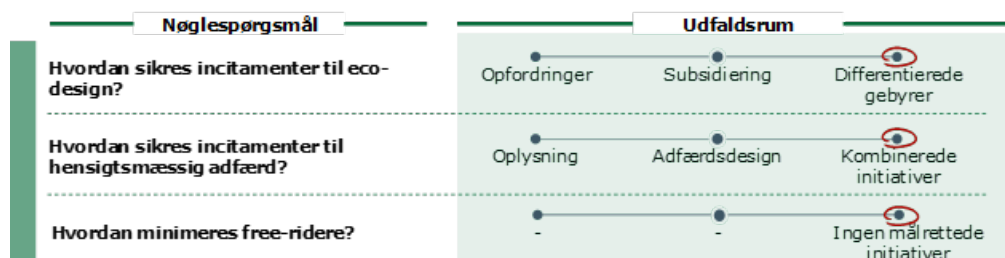 Nøglespørgsmål
Udfaldsrum
Hvordan sikres incitamenter til eco-
design?
Opfordringer
Subsidiering
Differentierede
gebyrer
Hvordan sikres incitamenter til
hensigtsmæssig adfærd?
Oplysning
Adfærdsdesign
Kombinerede
initiativer
Hvordan minimeres free-ridere?
-
-
Ingen målrettede
initiativer